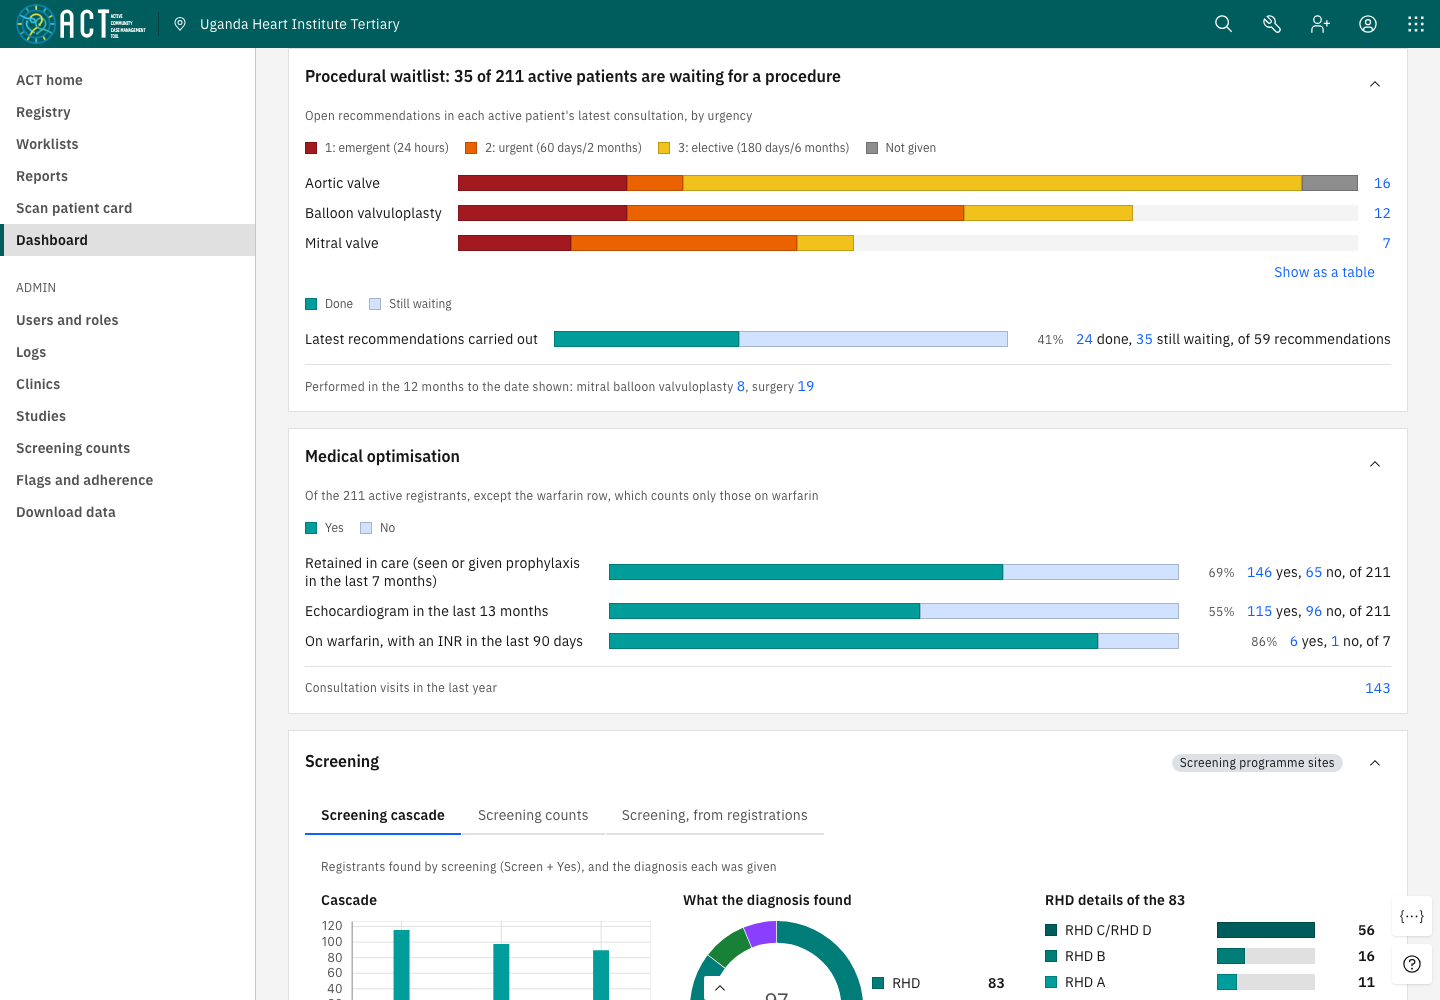 ACT ACTIVE COMMUNITY CASE MANAGEMENT TOOL
Uganda Heart Institute Tertiary
ACT home
Registry
Worklists
Reports
Scan patient card
Dashboard
ADMIN
Users and roles
Logs
Clinics
Studies
Screening counts
Flags and adherence
Download data
Procedural waitlist: 35 of 211 active patients are waiting for a procedure
Open recommendations in each active patient's latest consultation, by urgency
1: emergent (24 hours) 2: urgent (60 days/2 months) 3: elective (180 days/6 months) Not given
Aortic valve 16
Balloon valvuloplasty 12
Mitral valve 7
Show as a table
Done Still waiting
Latest recommendations carried out 41% 24 done, 35 still waiting, of 59 recommendations
Performed in the 12 months to the date shown: mitral balloon valvuloplasty 8, surgery 19
Medical optimisation
Of the 211 active registrants, except the warfarin row, which counts only those on warfarin
Yes No
Retained in care (seen or given prophylaxis
in the last 7 months) 69% 146 yes, 65 no, of 211
Echocardiogram in the last 13 months 55% 115 yes, 96 no, of 211
On warfarin, with an INR in the last 90 days 86% 6 yes, 1 no, of 7
Consultation visits in the last year 143
Screening Screening programme sites
Screening cascade Screening counts Screening, from registrations
Registrants found by screening (Screen + Yes), and the diagnosis each was given
Cascade
120
100
80
60
40
What the diagnosis found
RHD 83
RHD details of the 83
RHD C/RHD D 56
RHD B 16
RHD A 11
{···}